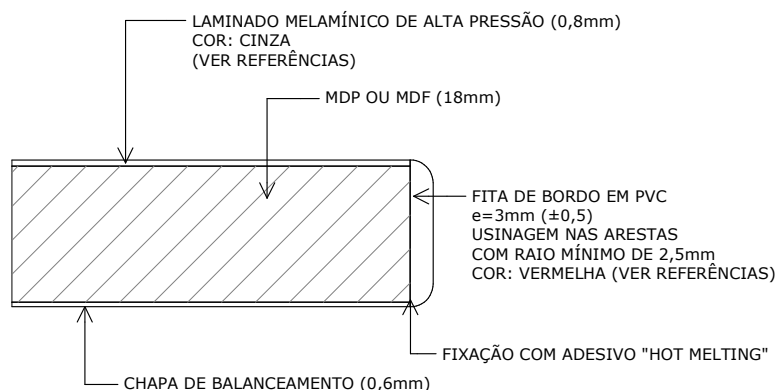 LAMINADO MELAMÍNICO DE ALTA PRESSÃO (0,8mm)
COR: CINZA
(VER REFERÊNCIAS)
MDP OU MDF (18mm)
FITA DE BORDO EM PVC
e=3mm (±0,5)
USINAGEM NAS ARESTAS
COM RAIO MÍNIMO DE 2,5mm
COR: VERMELHA (VER REFERÊNCIAS)
FIXAÇÃO COM ADESIVO "HOT MELTING"
CHAPA DE BALANCEAMENTO (0,6mm)